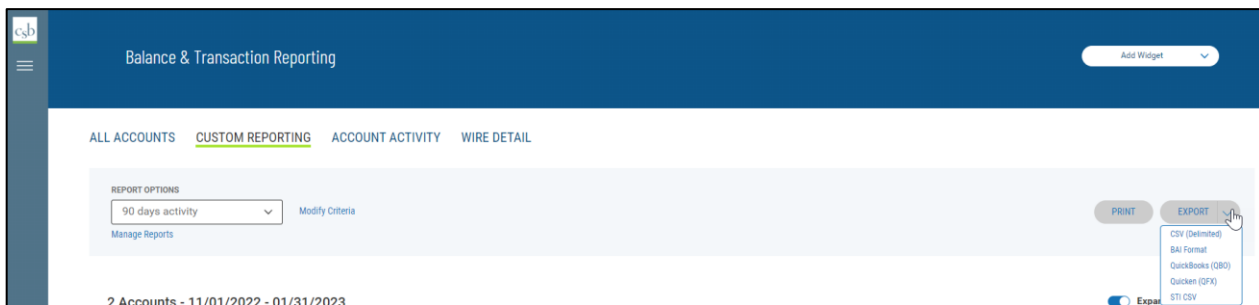 csb
Balance & Transaction Reporting
Add Widget
ALL ACCOUNTS CUSTOM REPORTING ACCOUNT ACTIVITY WIRE DETAIL
REPORT OPTIONS
90 days activity Modify Criteria
Manage Reports
PRINT EXPORT
CSV (Delimited)
BAI Format
QuickBooks (QBO)
Quicken (QFX)
STI CSV
2 Accounts - 11/01/2022 - 01/31/2023
Expan